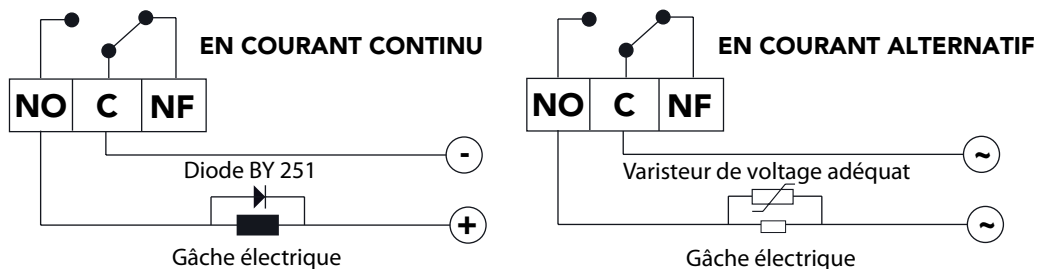 EN COURANT CONTINU
NO C NF
-
Diode BY 251
+
Gâche électrique
EN COURANT ALTERNATIF
NO C NF
~
Varisteur de voltage adéquat
~
Gâche électrique